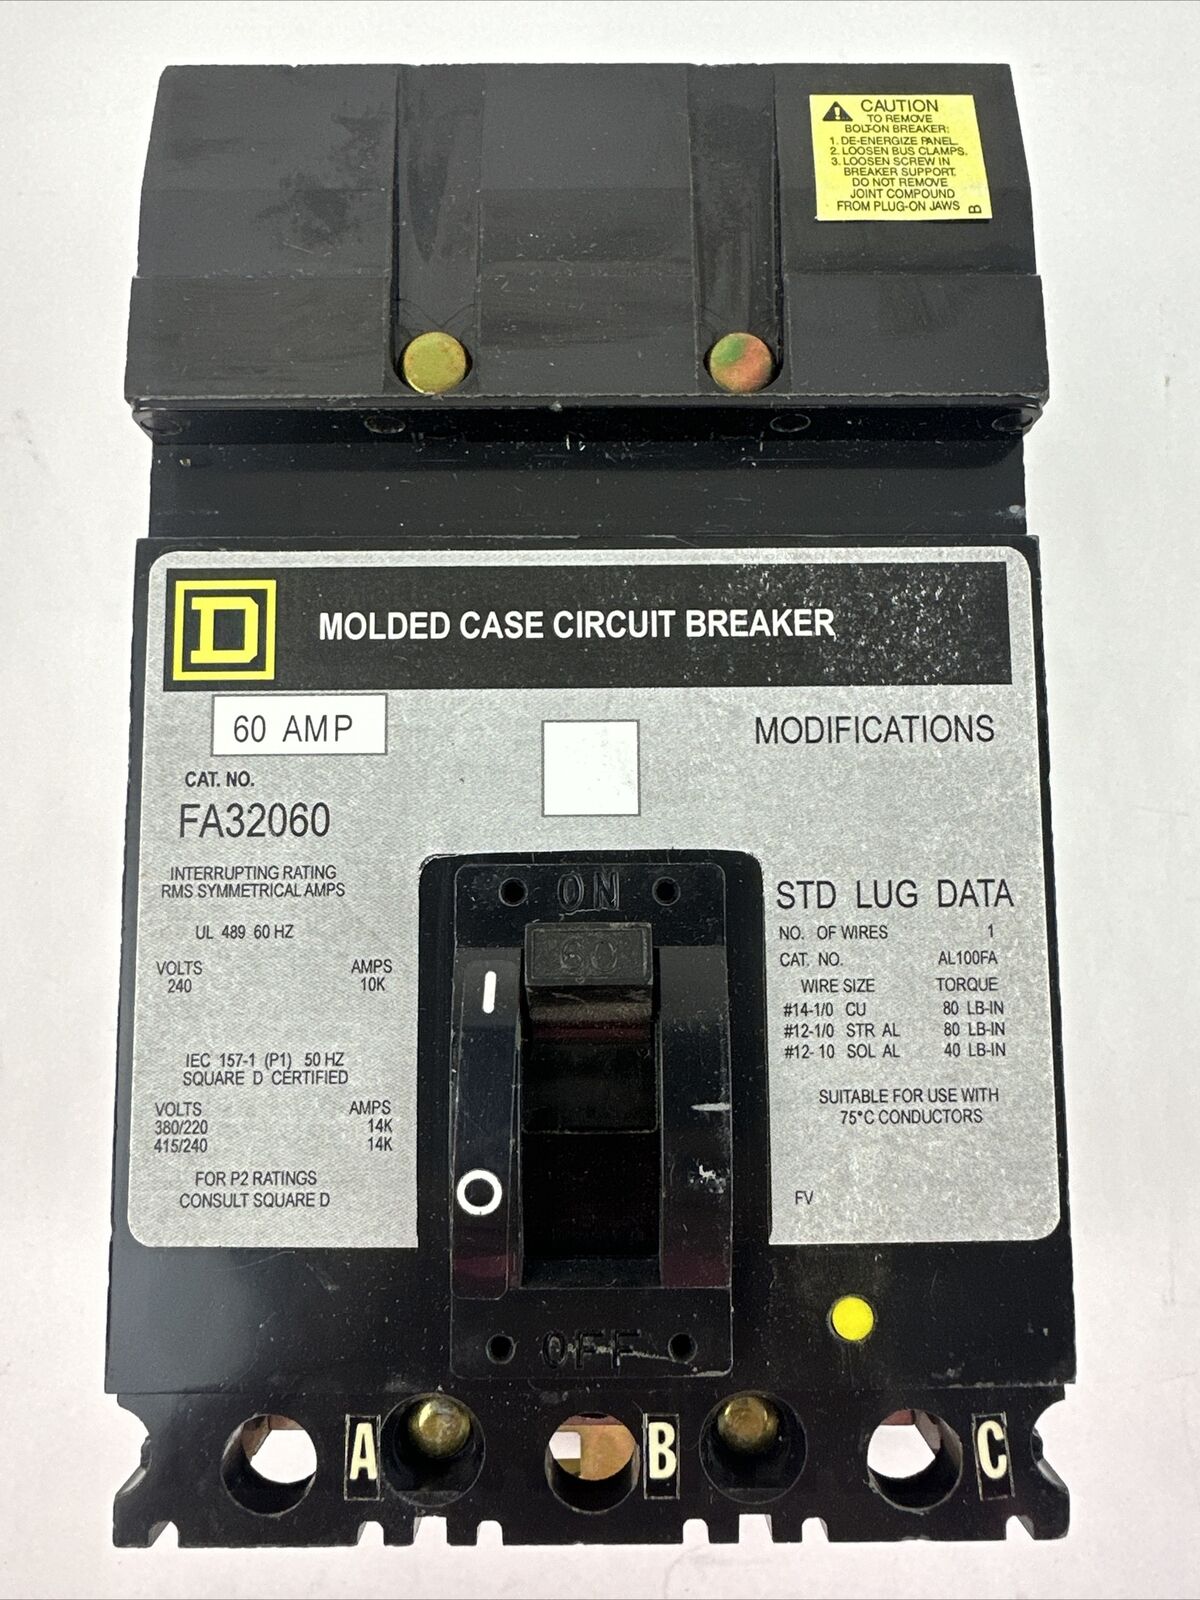 CAUTION
TO REMOVE
BOLT-ON BREAKER:
1. DE-ENERGIZE PANEL.
2. LOOSEN BUS CLAMPS.
3. LOOSEN SCREW IN
BREAKER SUPPORT.
DO NOT REMOVE
JOINT COMPOUND
FROM PLUG-ON JAWS
B
D
MOLDED CASE CIRCUIT BREAKER
60 AMP
MODIFICATIONS
CAT. NO.
FA32060
INTERRUPTING RATING
RMS SYMMETRICAL AMPS
UL 489 60 HZ
VOLTS AMPS
240 10K
IEC 157-1 (P1) 50 HZ
SQUARE D CERTIFIED
VOLTS AMPS
380/220 14K
415/240 14K
FOR P2 RATINGS
CONSULT SQUARE D
ON
60
I
O
OFF
STD LUG DATA
NO. OF WIRES 1
CAT. NO. AL100FA
WIRE SIZE TORQUE
#14-1/0 CU 80 LB-IN
#12-1/0 STR AL 80 LB-IN
#12-10 SOL AL 40 LB-IN
SUITABLE FOR USE WITH
75°C CONDUCTORS
FV
A B C